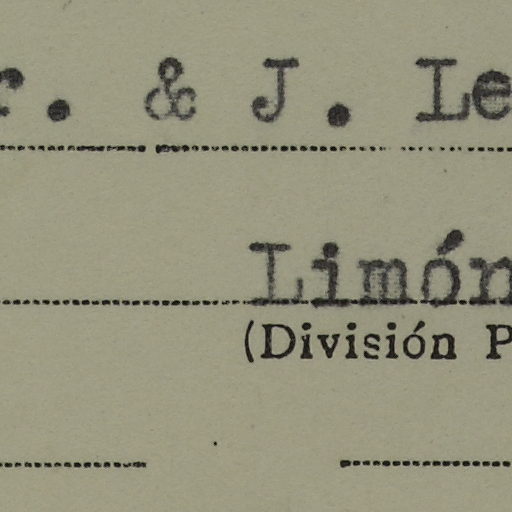 r. & J. Le
Limón
(División P